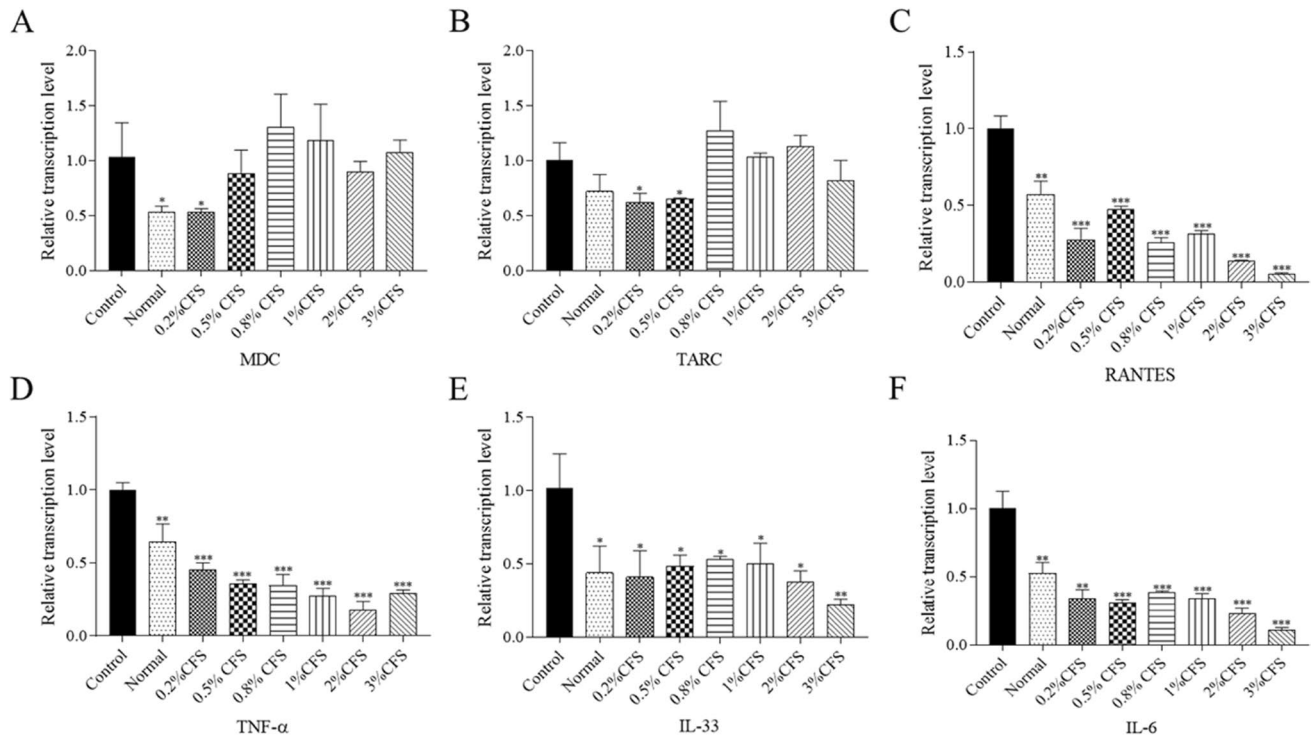 A
Relative transcription level
2.0
1.5
1.0
0.5
0.0
* *
Control Normal 0.2%CFS 0.5% CFS 0.8% CFS 1%CFS 2%CFS 3%CFS
MDC
B
Relative transcription level
2.0
1.5
1.0
0.5
0.0
* *
Control Normal 0.2%CFS 0.5% CFS 0.8% CFS 1%CFS 2%CFS 3%CFS
TARC
C
Relative transcription level
1.5
1.0
0.5
0.0
** *** *** *** *** *** ***
Control Normal 0.2%CFS 0.5% CFS 0.8% CFS 1%CFS 2%CFS 3%CFS
RANTES
D
Relative transcription level
1.5
1.0
0.5
0.0
** *** *** *** *** *** ***
Control Normal 0.2%CFS 0.5% CFS 0.8% CFS 1%CFS 2%CFS 3%CFS
TNF-α
E
Relative transcription level
1.5
1.0
0.5
0.0
* * * * * * **
Control Normal 0.2%CFS 0.5% CFS 0.8% CFS 1%CFS 2%CFS 3%CFS
IL-33
F
Relative transcription level
1.5
1.0
0.5
0.0
** ** *** *** *** *** ***
Control Normal 0.2%CFS 0.5% CFS 0.8% CFS 1%CFS 2%CFS 3%CFS
IL-6